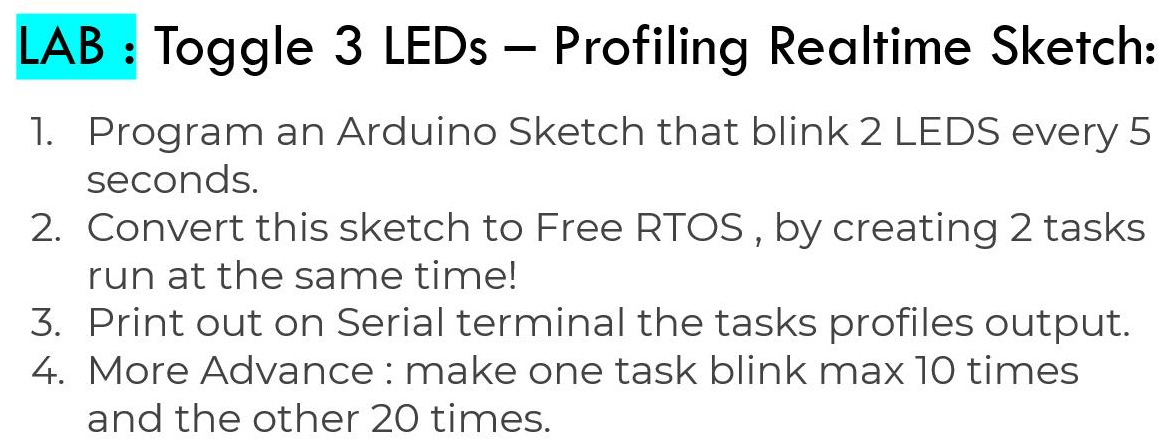 LAB : Toggle 3 LEDs – Profiling Realtime Sketch:
1. Program an Arduino Sketch that blink 2 LEDS every 5
seconds.
2. Convert this sketch to Free RTOS , by creating 2 tasks
run at the same time!
3. Print out on Serial terminal the tasks profiles output.
4. More Advance : make one task blink max 10 times
and the other 20 times.